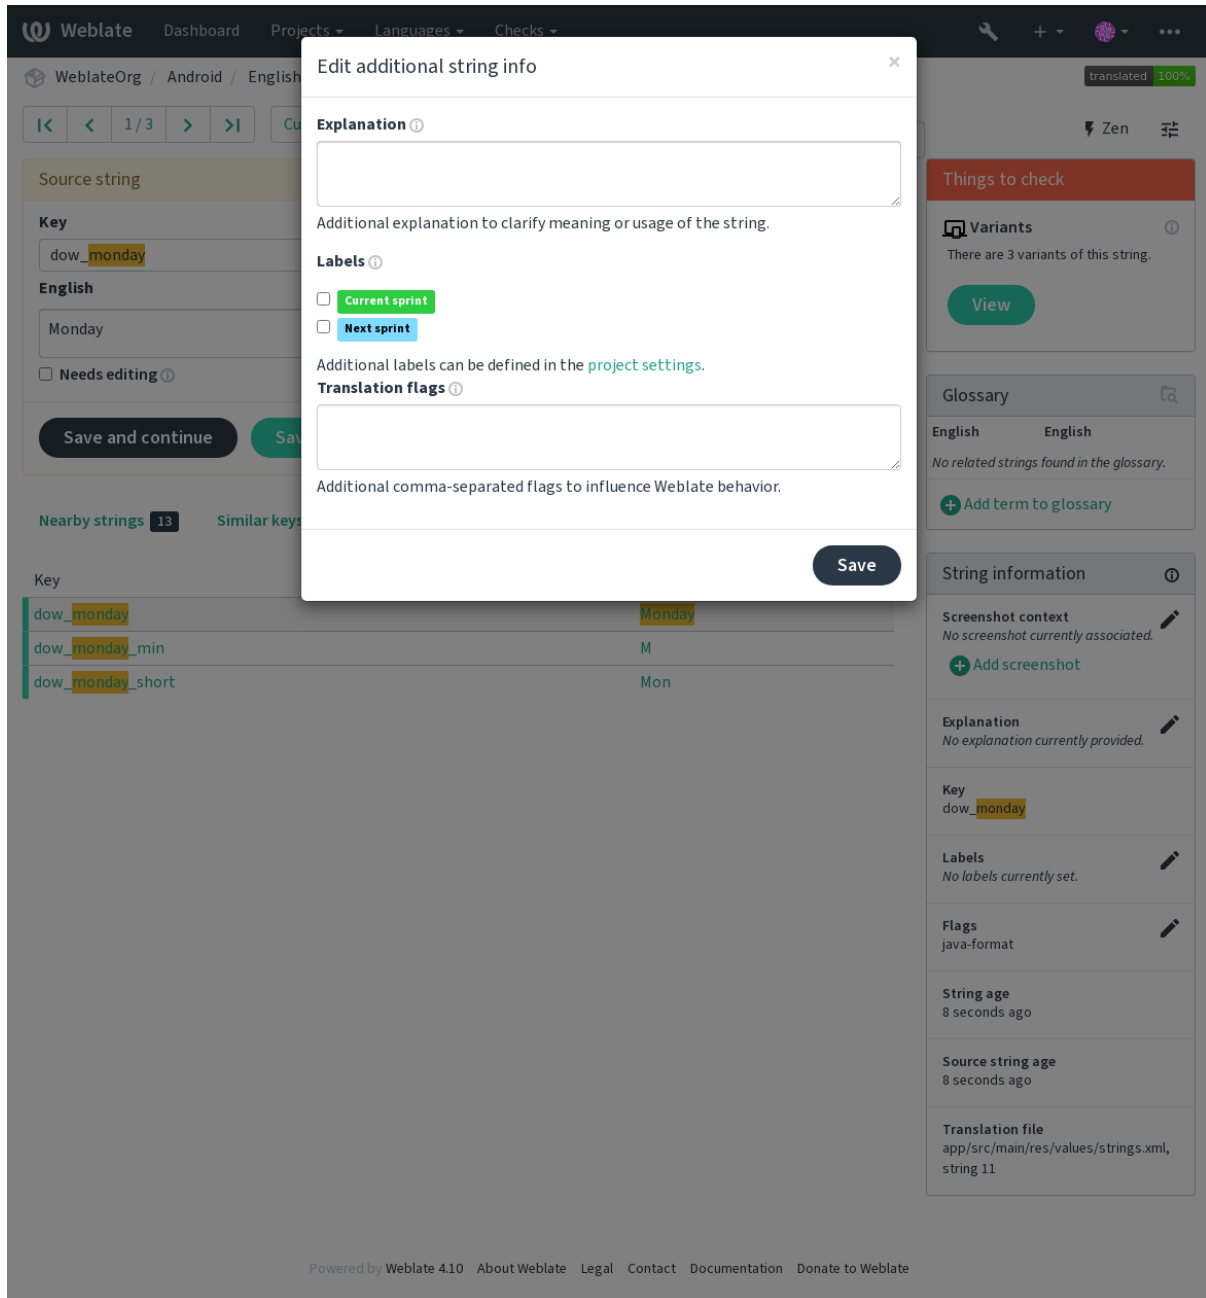 Weblate Dashboard Projects Languages Checks
WeblateOrg / Android / English
translated 100%
1 / 3
Zen
Edit additional string info
×
Explanation
Additional explanation to clarify meaning or usage of the string.
Labels
Current sprint
Next sprint
Additional labels can be defined in the project settings.
Translation flags
Additional comma-separated flags to influence Weblate behavior.
Save
Source string
Key
dow_monday
English
Monday
Needs editing
Save and continue
Nearby strings 13 Similar keys
Key
dow_monday Monday
dow_monday_min M
dow_monday_short Mon
Things to check
Variants
There are 3 variants of this string.
View
Glossary
English English
No related strings found in the glossary.
Add term to glossary
String information
Screenshot context
No screenshot currently associated.
Add screenshot
Explanation
No explanation currently provided.
Key
dow_monday
Labels
No labels currently set.
Flags
java-format
String age
8 seconds ago
Source string age
8 seconds ago
Translation file
app/src/main/res/values/strings.xml,
string 11
Powered by Weblate 4.10 About Weblate Legal Contact Documentation Donate to Weblate